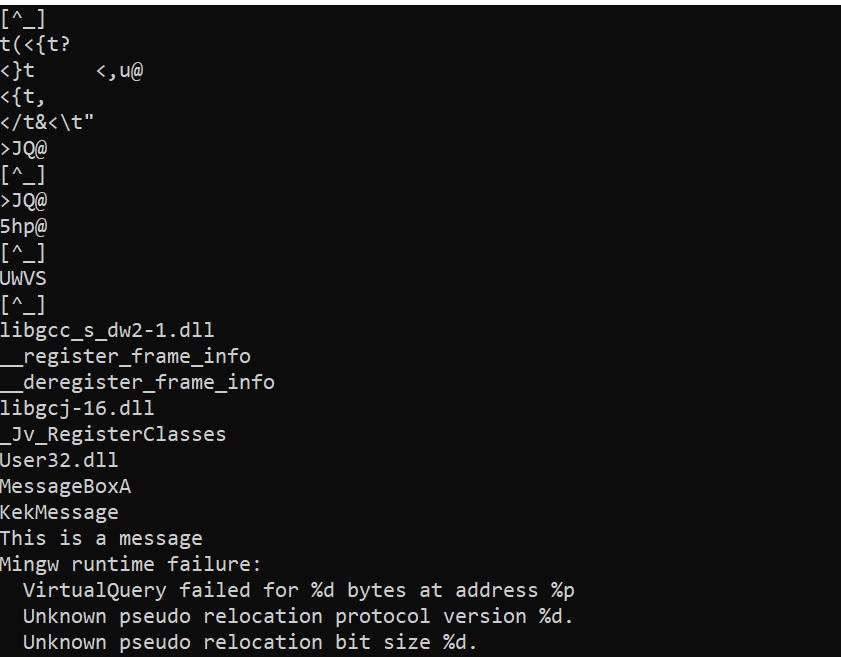 [^_]
t(<{t?
<}t     <,u@
<{t,
</t&<\t"
>JQ@
[^_]
>JQ@
5hp@
[^_]
UWVS
[^_]
libgcc_s_dw2-1.dll
__register_frame_info
__deregister_frame_info
libgcj-16.dll
_Jv_RegisterClasses
User32.dll
MessageBoxA
KekMessage
This is a message
Mingw runtime failure:
  VirtualQuery failed for %d bytes at address %p
  Unknown pseudo relocation protocol version %d.
  Unknown pseudo relocation bit size %d.